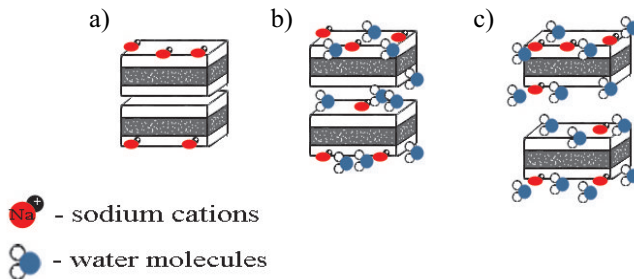 a) b) c)
Na + - sodium cations
- water molecules